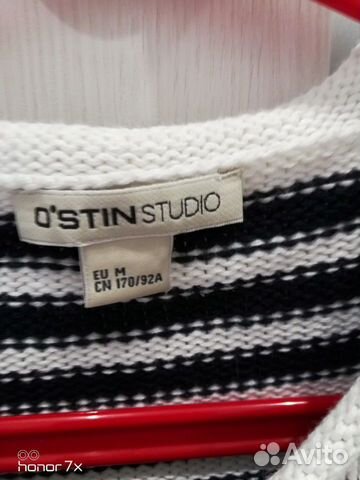 O'STIN STUDIO
EU M
CN 170/92A
honor 7x
Avito